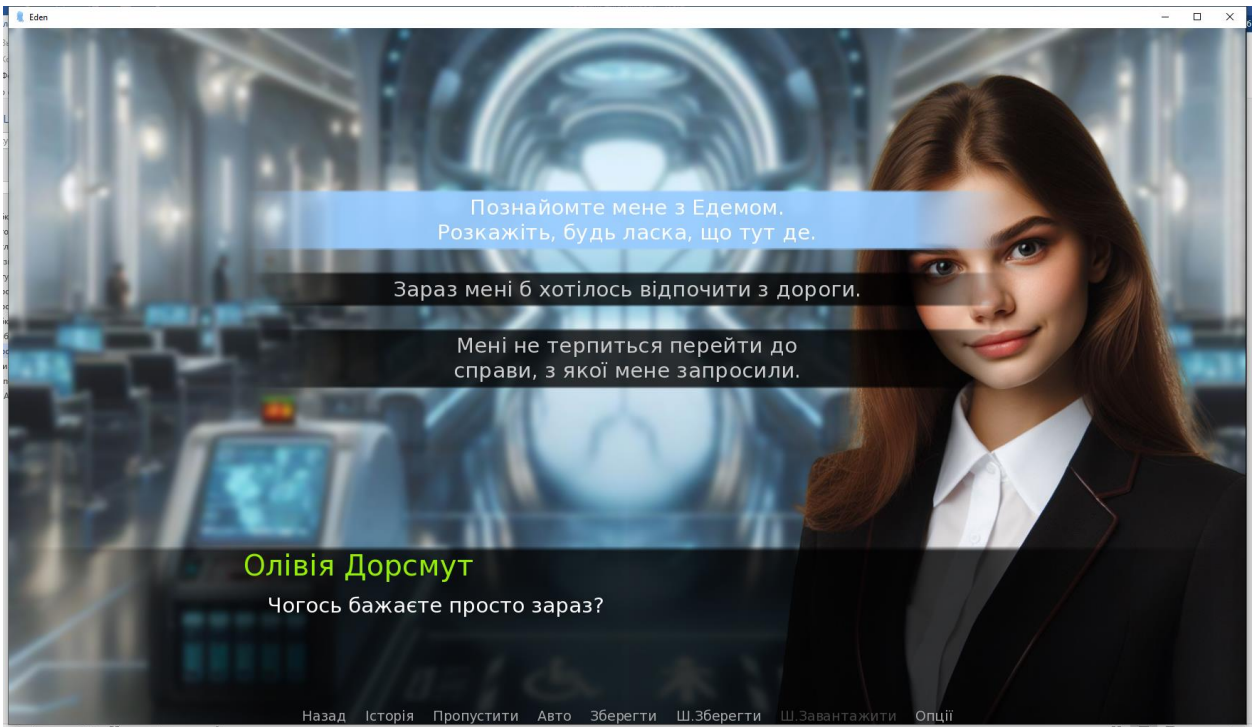 Eden
Познайомте мене з Едемом.
Розкажіть, будь ласка, що тут де.
Зараз мені б хотілось відпочити з дороги.
Мені не терпиться перейти до
справи, з якої мене запросили.
Олівія Дорсмут
Чогось бажаєте просто зараз?
Назад Історія Пропустити Авто Зберегти Ш.Зберегти Ш.Завантажити Опції